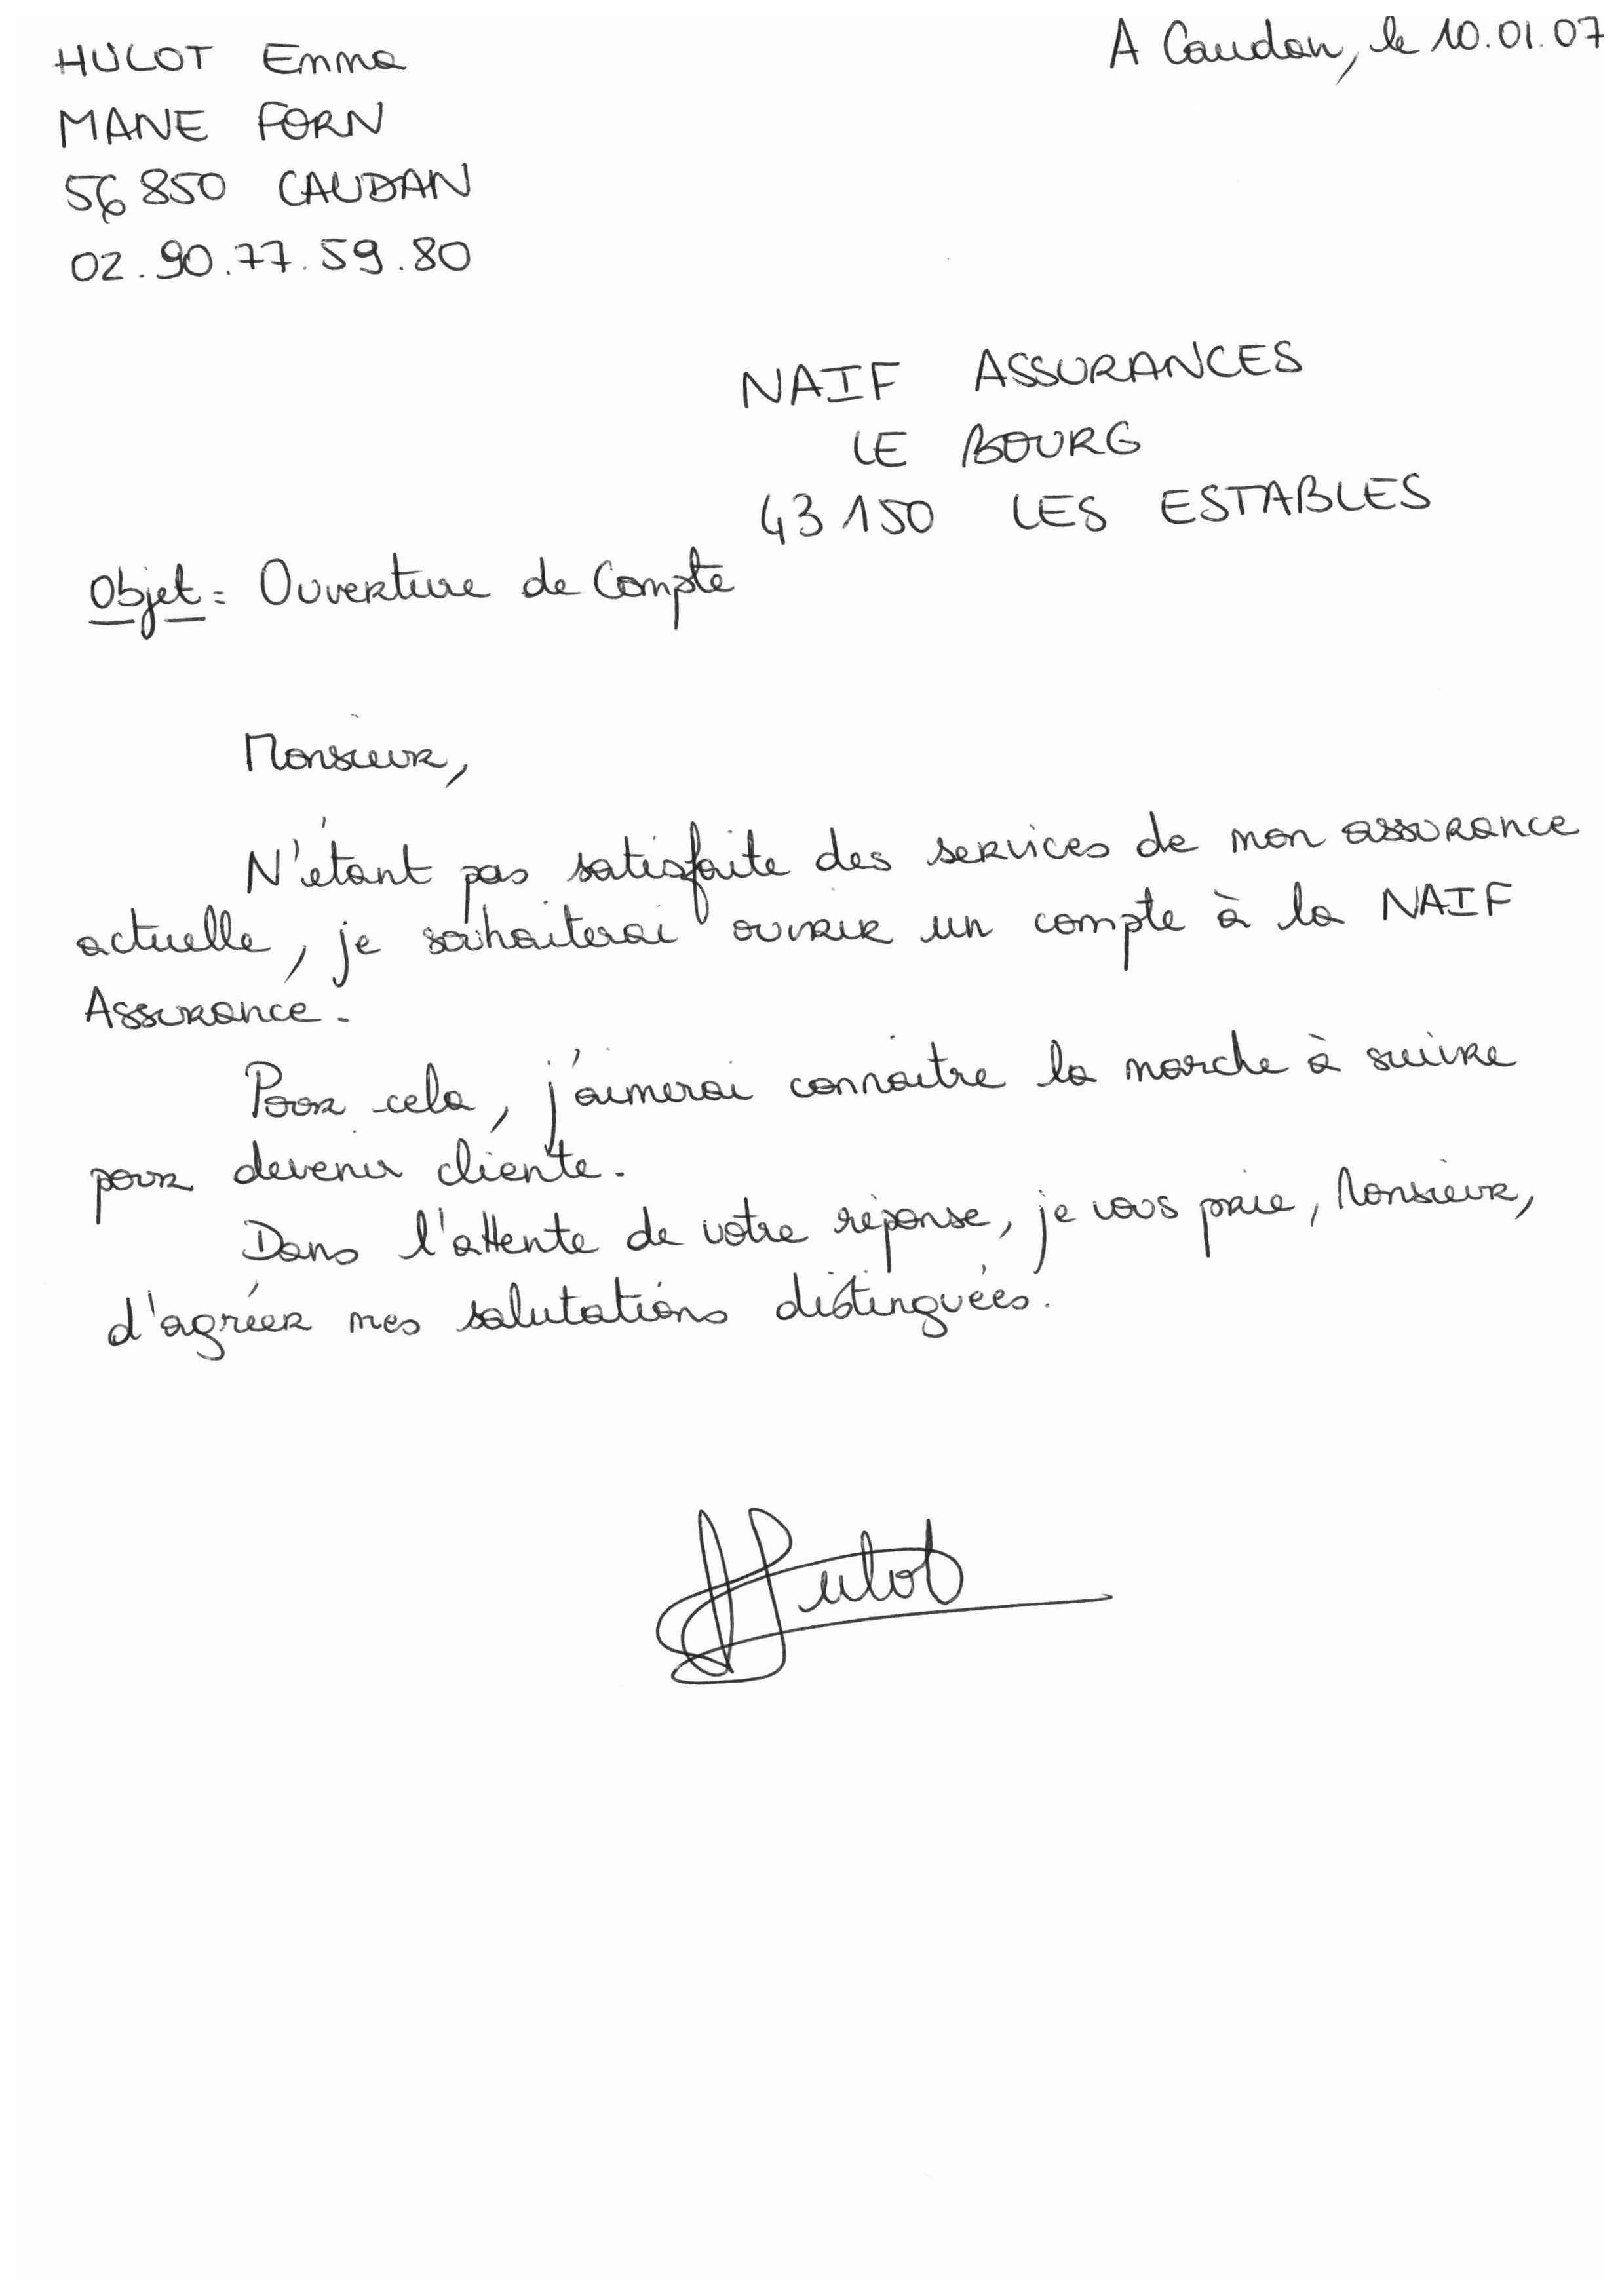 HULOT Emma
A Caudan, le 10.01.07
MANE FORN
56 850 CAUDAN
02.90.77.59.80
NAIF ASSURANCES
LE BOURG
43 150 LES ESTABLES
Objet : Ouverture de Compte
Monsieur,
N'étant pas satisfaite des services de mon assurance
actuelle, je souhaiterai ouvrir un compte à la NAIF
Assurance.
Pour cela, j'aimerai connaitre la marche à suivre
pour devenir cliente.
Dans l'attente de votre réponse, je vous prie, Monsieur,
d'agréer mes salutations distinguées.
Hulot